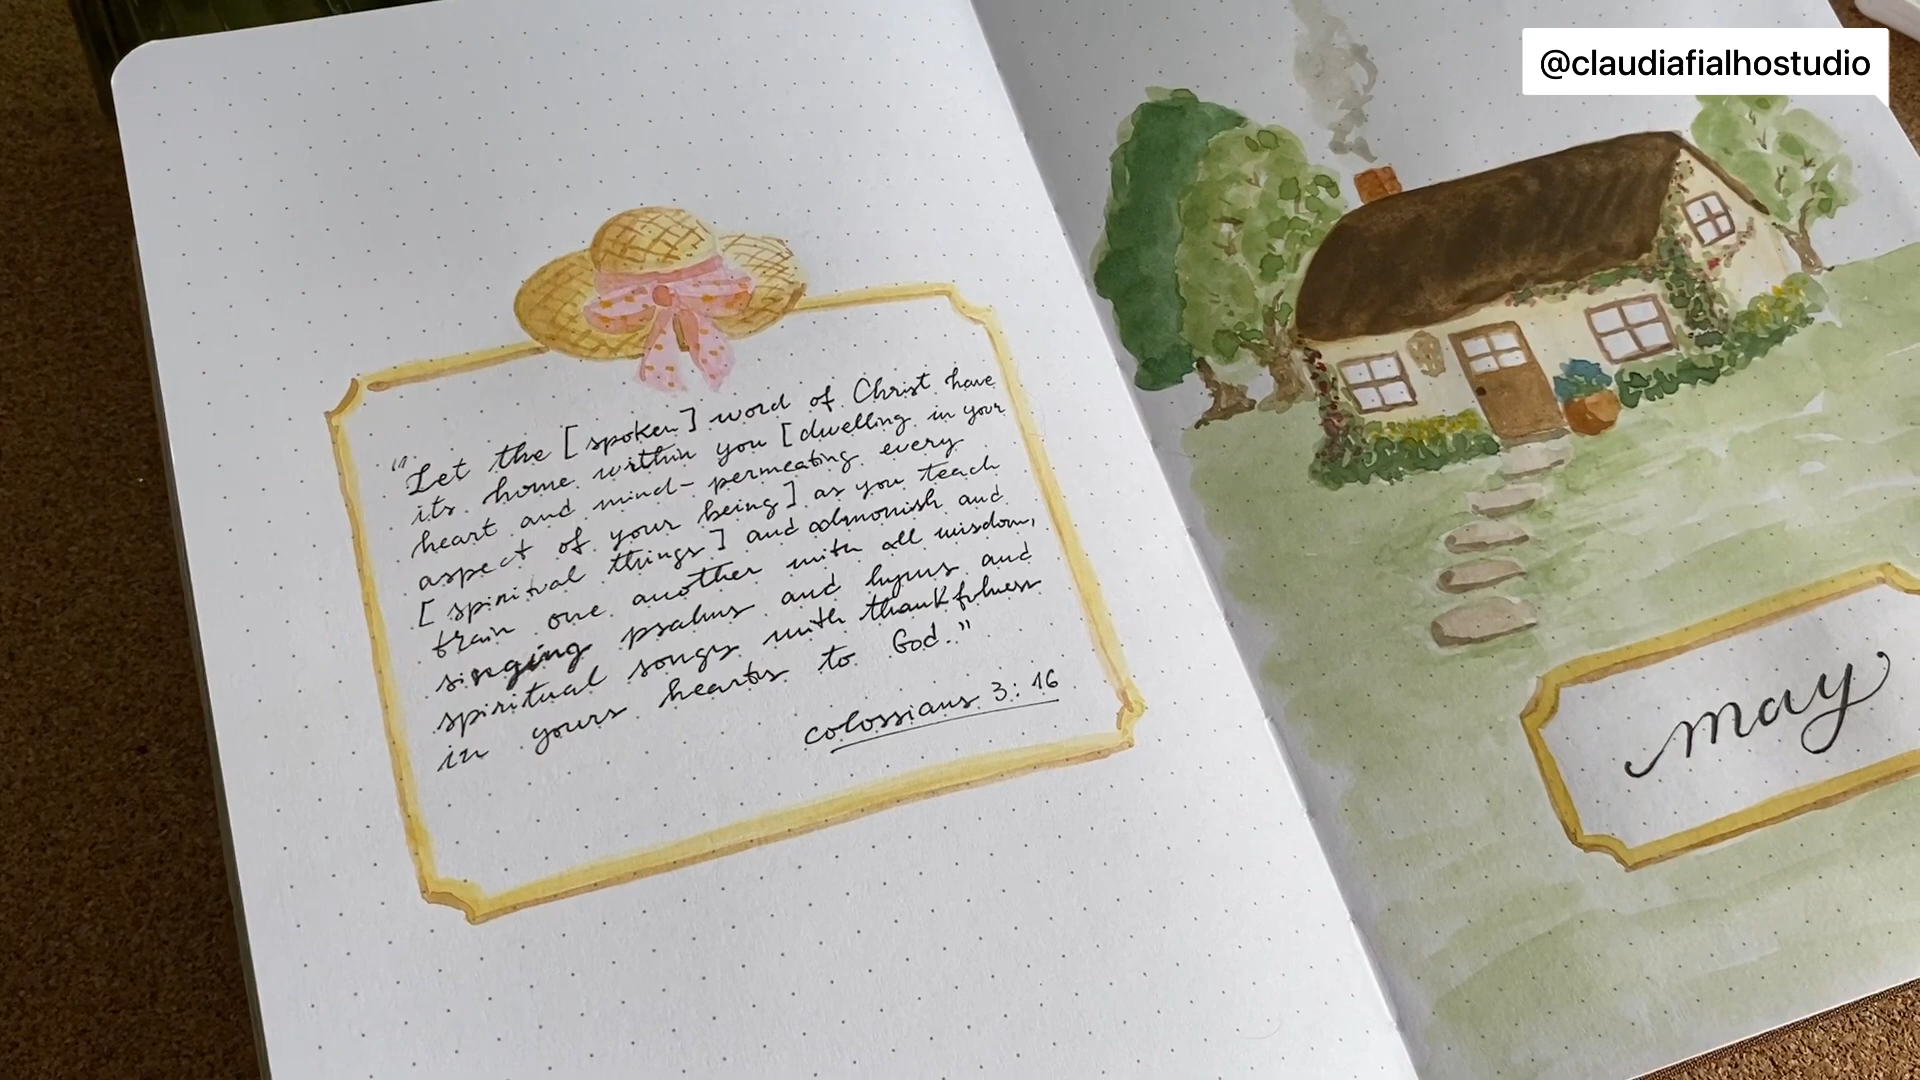 @claudiafialhostudio
"Let the [spoken] word of Christ have
its home within you [dwelling in your
heart and mind- permeating every
aspect of your being] as you teach
[spiritual things] and admonish and
train one another with all wisdom,
singing psalms and hymns and
spiritual songs with thankfulness
in yours hearts to God."
colossians 3:16
may